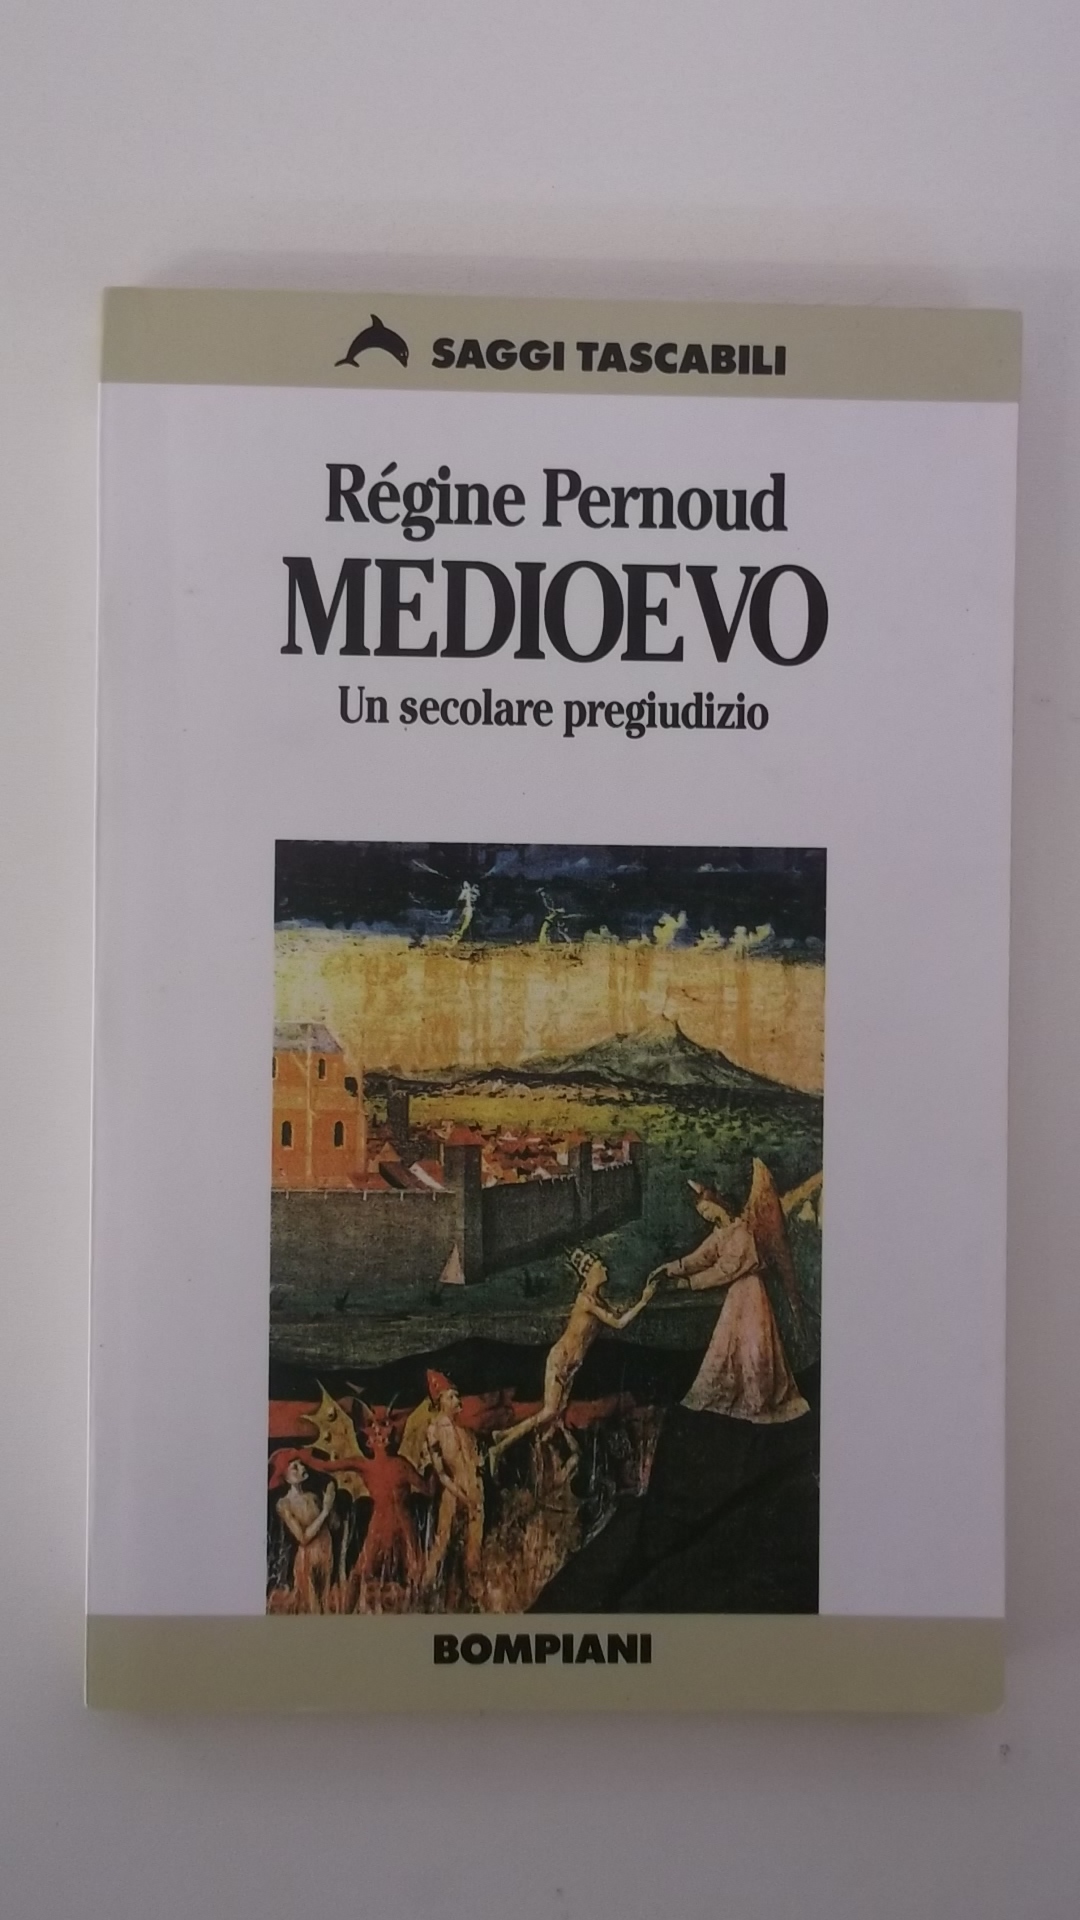 SAGGI TASCABILI
Régine Pernoud
MEDIOEVO
Un secolare pregiudizio
BOMPIANI